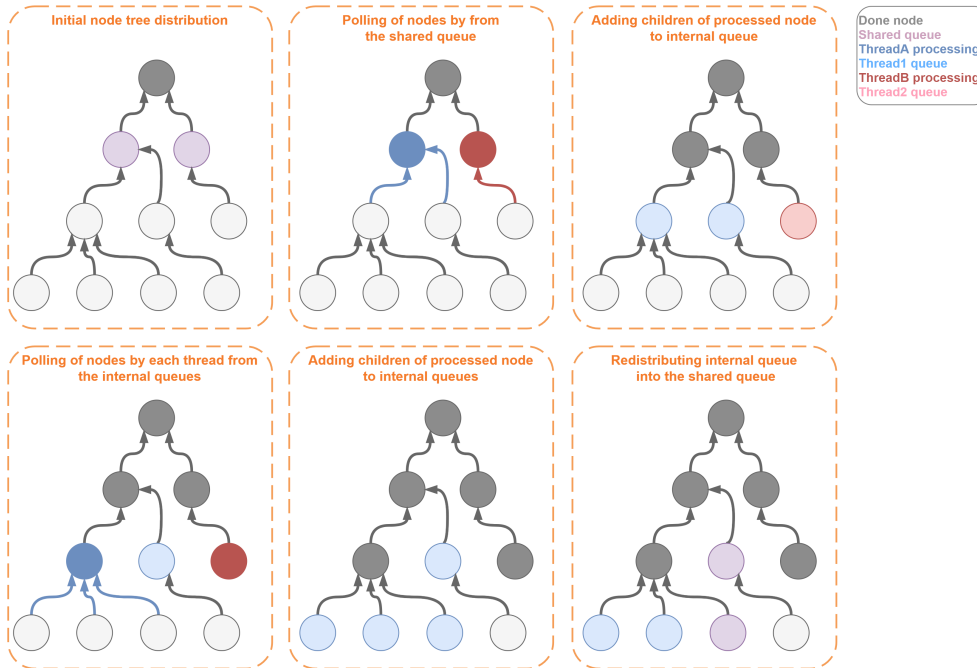 Initial node tree distribution
Polling of nodes by from
the shared queue
Adding children of processed node
to internal queue
Done node
Shared queue
ThreadA processing
Thread1 queue
ThreadB processing
Thread2 queue
Polling of nodes by each thread from
the internal queues
Adding children of processed node
to internal queues
Redistributing internal queue
into the shared queue